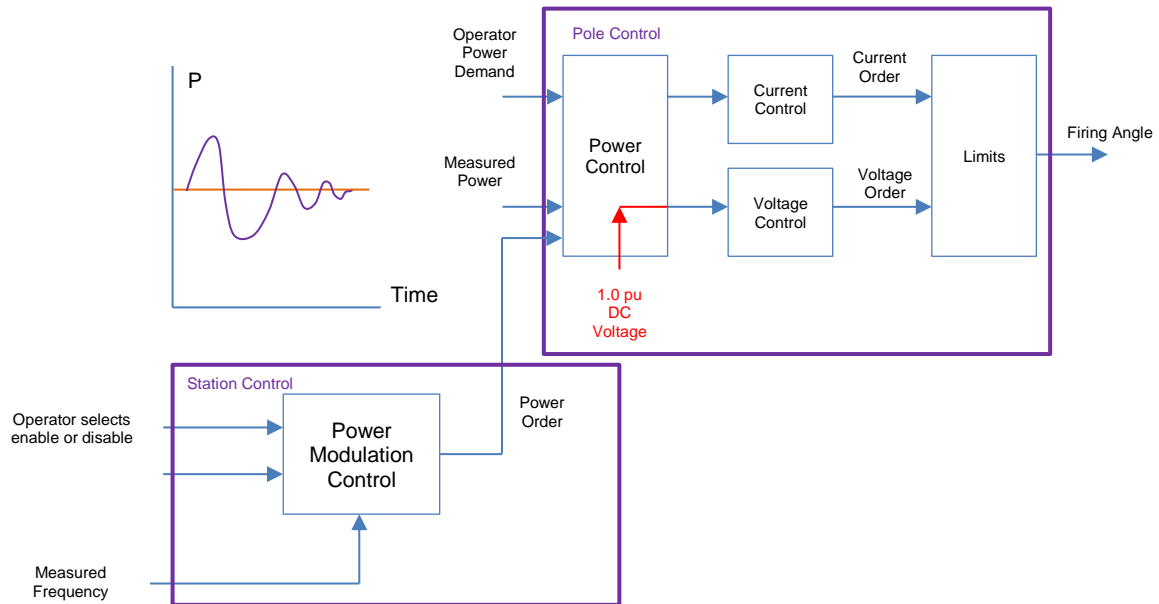 Pole Control
Operator
Power
Demand
Current
Order
Current
Control
P
Firing Angle
Power
Control
Limits
Measured
Power
Voltage
Order
Voltage
Control
Time
1.0 pu
DC
Voltage
Station Control
Operator selects
enable or disable
Power
Modulation
Control
Power
Order
Measured
Frequency